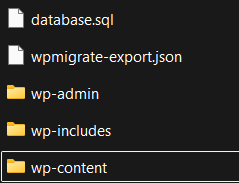 database.sql
wpmigrate-export.json
wp-admin
wp-includes
wp-content